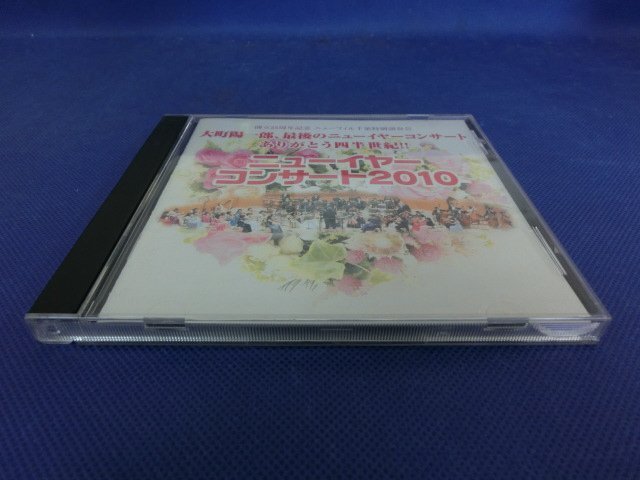 大町陽一郎、最後のニューイヤーコンサート
ありがとう四半世紀!!
ニューイヤー
コンサート2010